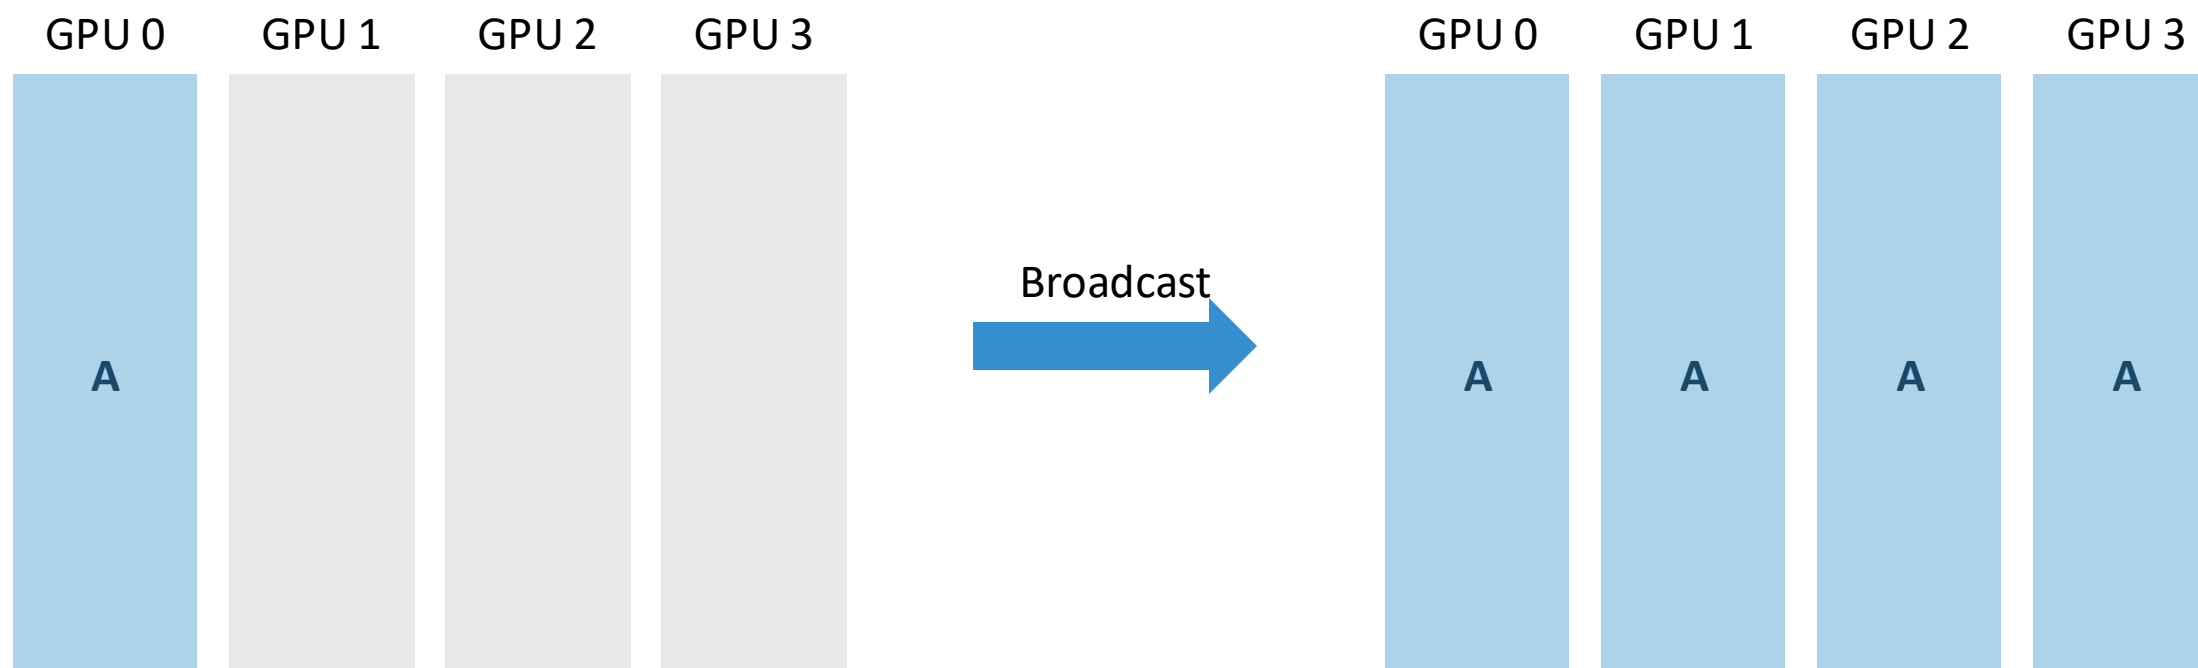 GPU 0 GPU 1 GPU 2 GPU 3 GPU 0 GPU 1 GPU 2 GPU 3
Broadcast
A A A A A